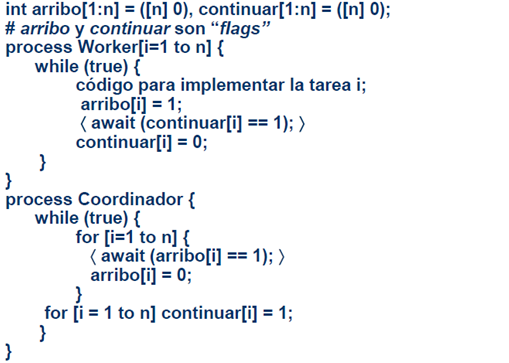 int arribo[1:n] = ([n] 0), continuar[1:n] = ([n] 0);
# arribo y continuar son “flags”
process Worker[i=1 to n] {
while (true) {
código para implementar la tarea i;
arribo[i] = 1;
〈 await (continuar[i] == 1); 〉
continuar[i] = 0;
}
}
process Coordinador {
while (true) {
for [i=1 to n] {
〈 await (arribo[i] == 1); 〉
arribo[i] = 0;
}
for [i = 1 to n] continuar[i] = 1;
}
}